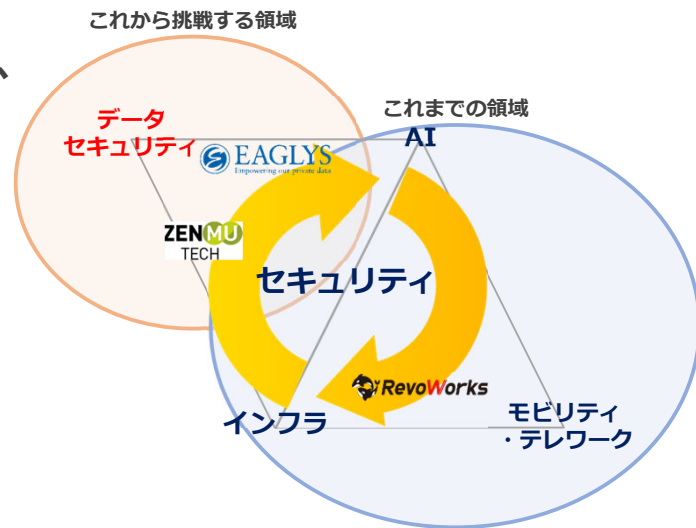 これから挑戦する領域
、
これまでの領域
データ
セキュリティ
AI
EAGLYS
Empowering our private data
ZENMU
TECH
セキュリティ
RevoWorks
インフラ
モビリティ
・テレワーク